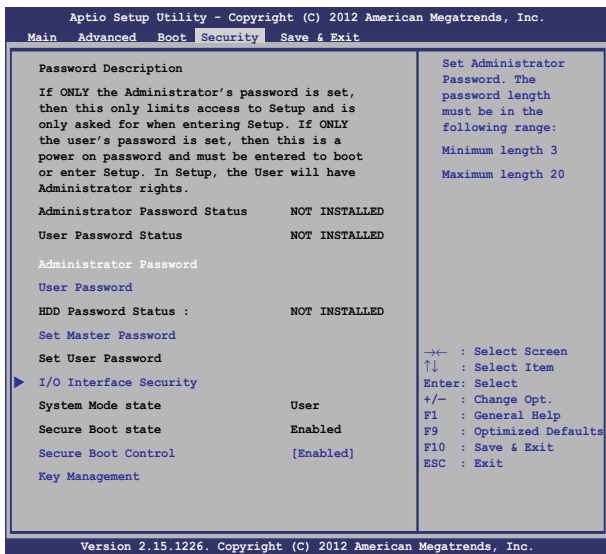 Aptio Setup Utility - Copyright (C) 2012 American Megatrends, Inc.
Main Advanced Boot Security Save & Exit
Password Description
If ONLY the Administrator's password is set,
then this only limits access to Setup and is
only asked for when entering Setup. If ONLY
the user's password is set, then this is a
power on password and must be entered to boot
or enter Setup. In Setup, the User will have
Administrator rights.
Administrator Password Status NOT INSTALLED
User Password Status NOT INSTALLED
Administrator Password
User Password
HDD Password Status : NOT INSTALLED
Set Master Password
Set User Password
I/O Interface Security
System Mode state User
Secure Boot state Enabled
Secure Boot Control [Enabled]
Key Management
Set Administrator
Password. The
password length
must be in the
following range:
Minimum length 3
Maximum length 20
→← : Select Screen
↑↓ : Select Item
Enter: Select
+/— : Change Opt.
F1 : General Help
F9 : Optimized Defaults
F10 : Save & Exit
ESC : Exit
Version 2.15.1226. Copyright (C) 2012 American Megatrends, Inc.